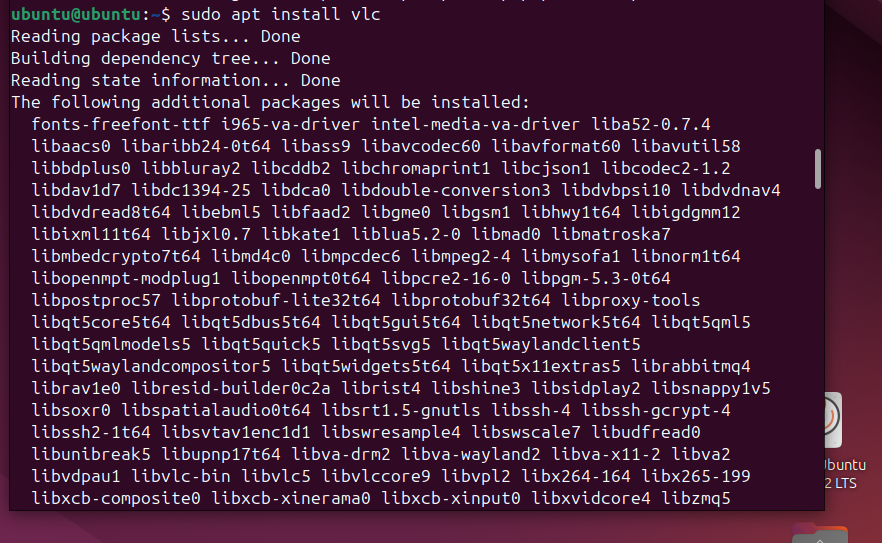 ubuntu@ubuntu:~$ sudo apt install vlc
Reading package lists... Done
Building dependency tree... Done
Reading state information... Done
The following additional packages will be installed:
  fonts-freefont-ttf i965-va-driver intel-media-va-driver liba52-0.7.4
  libaacs0 libaribb24-0t64 libass9 libavcodec60 libavformat60 libavutil58
  libbdplus0 libbluray2 libcddb2 libchromaprint1 libcjson1 libcodec2-1.2
  libdav1d7 libdc1394-25 libdca0 libdouble-conversion3 libdvbpsi10 libdvdnav4
  libdvdread8t64 libebml5 libfaad2 libgme0 libgsm1 libhwy1t64 libigdgmm12
  libixml11t64 libjxl0.7 libkate1 liblua5.2-0 libmad0 libmatroska7
  libmbedcrypto7t64 libmd4c0 libmpcdec6 libmpeg2-4 libmysofa1 libnorm1t64
  libopenmpt-modplug1 libopenmpt0t64 libpcre2-16-0 libpgm-5.3-0t64
  libpostproc57 libprotobuf-lite32t64 libprotobuf32t64 libproxy-tools
  libqt5core5t64 libqt5dbus5t64 libqt5gui5t64 libqt5network5t64 libqt5qml5
  libqt5qmlmodels5 libqt5quick5 libqt5svg5 libqt5waylandclient5
  libqt5waylandcompositor5 libqt5widgets5t64 libqt5x11extras5 librabbitmq4
  librav1e0 libresid-builder0c2a librist4 libshine3 libsidplay2 libsnappy1v5
  libsoxr0 libspatialaudio0t64 libsrt1.5-gnutls libssh-4 libssh-gcrypt-4
  libssh2-1t64 libsvtav1enc1d1 libswresample4 libswscale7 libudfread0
  libunibreak5 libupnp17t64 libva-drm2 libva-wayland2 libva-x11-2 libva2
  libvdpau1 libvlc-bin libvlc5 libvlccore9 libvpl2 libx264-164 libx265-199
  libxcb-composite0 libxcb-xinerama0 libxcb-xinput0 libxvidcore4 libzmq5
ubuntu
2 LTS